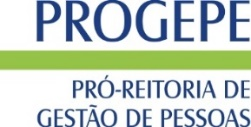 PROGEPE
PRÓ-REITORIA DE
GESTÃO DE PESSOAS